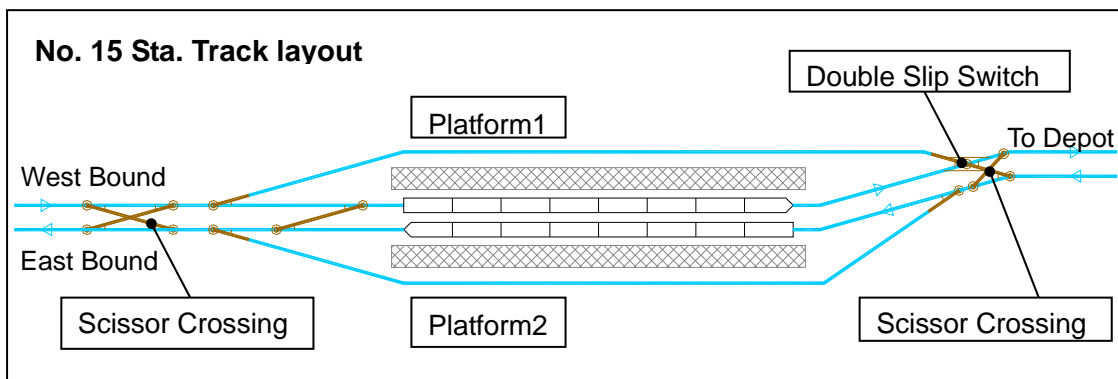 No. 15 Sta. Track layout
Double Slip Switch
Platform1
To Depot
West Bound
East Bound
Scissor Crossing
Platform2
Scissor Crossing